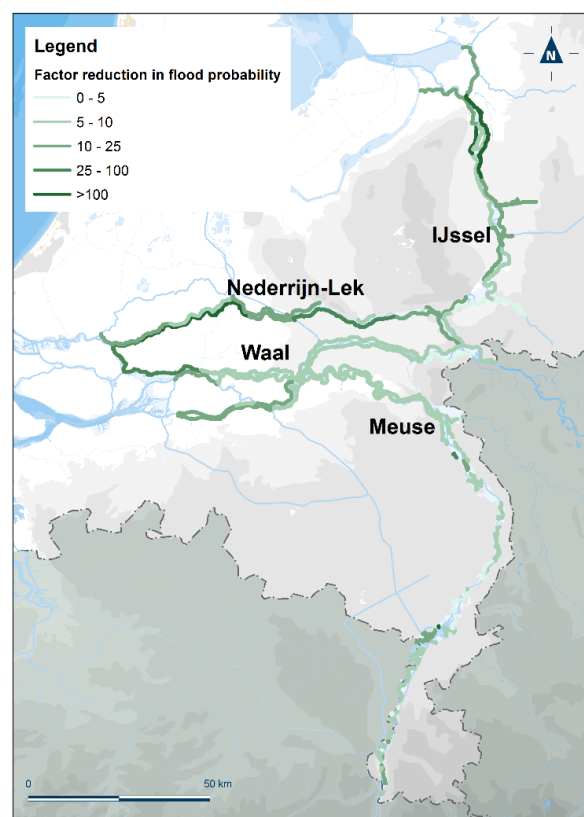 Legend
Factor reduction in flood probability
0 - 5
5 - 10
10 - 25
25 - 100
>100
N
IJssel
Nederrijn-Lek
Waal
Meuse
0 50 km